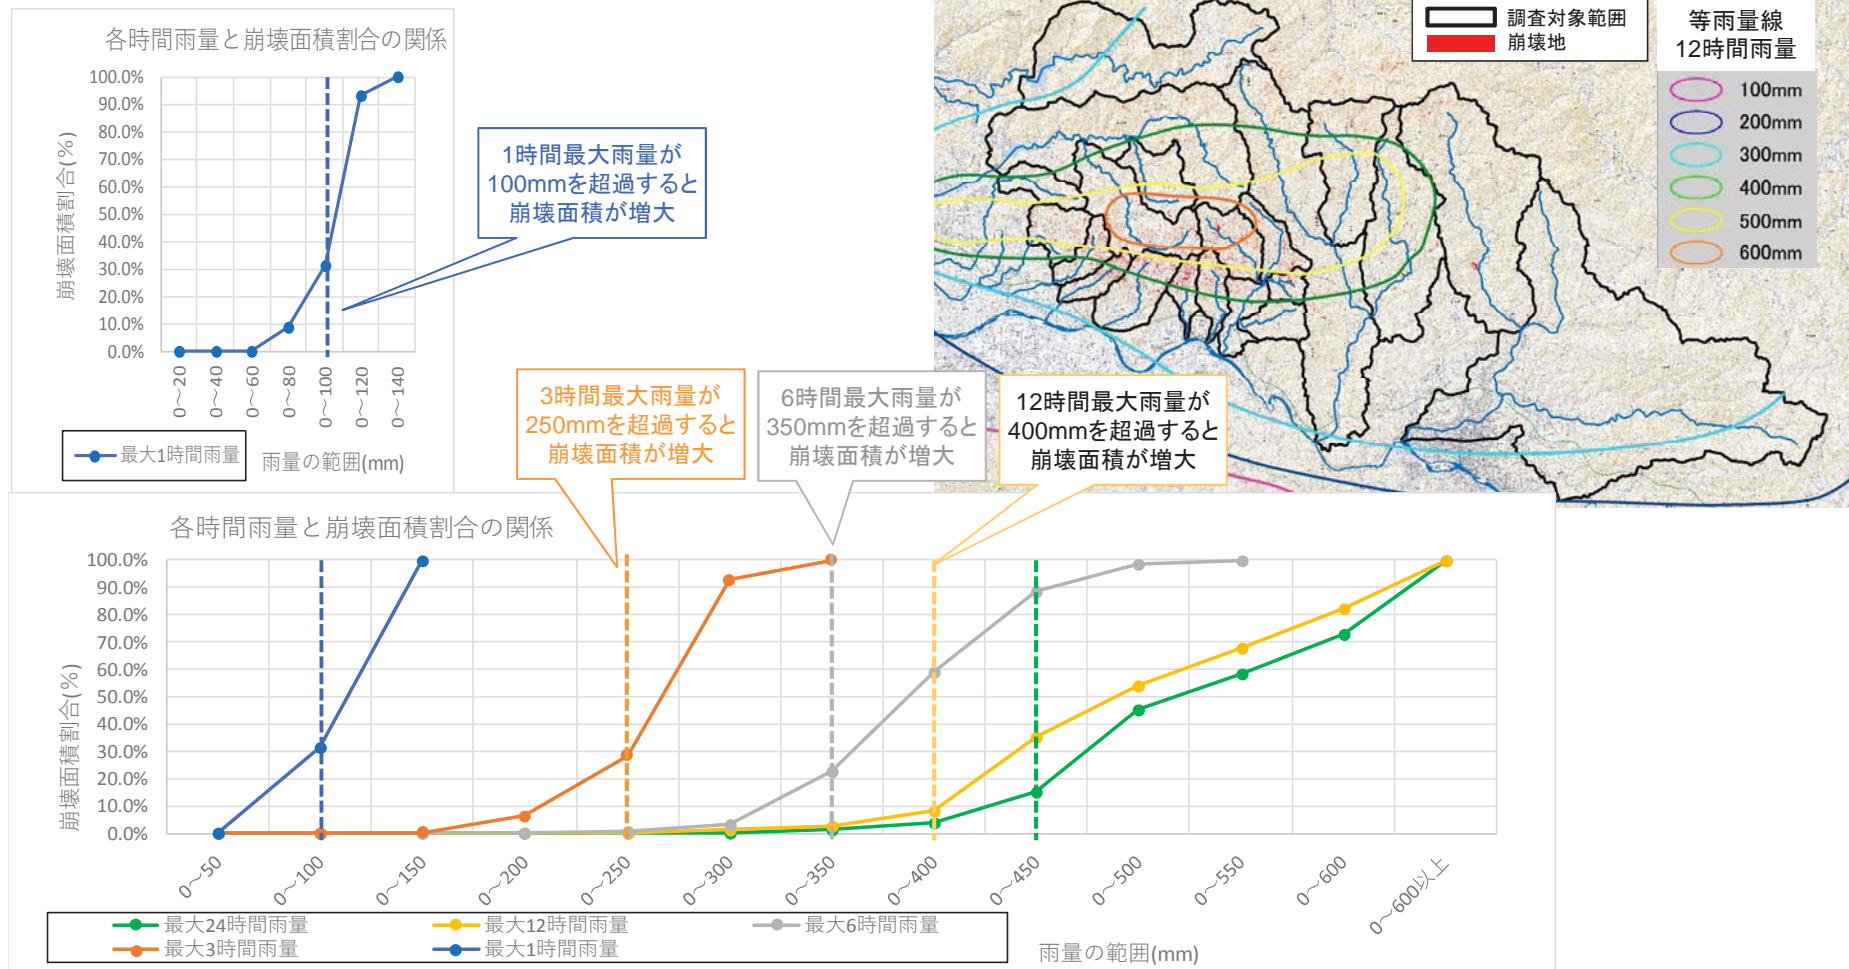 各時間雨量と崩壊面積割合の関係
100.0%
90.0%
80.0%
70.0%
60.0%
50.0%
40.0%
30.0%
20.0%
10.0%
0.0%
崩壊面積割合(%)
0～20
0～40
0～60
0～80
0～100
0～120
0～140
最大1時間雨量
雨量の範囲(mm)
1時間最大雨量が
100mmを超過すると
崩壊面積が増大
調査対象範囲
崩壊地
等雨量線
12時間雨量
100mm
200mm
300mm
400mm
500mm
600mm
3時間最大雨量が
250mmを超過すると
崩壊面積が増大
6時間最大雨量が
350mmを超過すると
崩壊面積が増大
12時間最大雨量が
400mmを超過すると
崩壊面積が増大
各時間雨量と崩壊面積割合の関係
100.0%
90.0%
80.0%
70.0%
60.0%
50.0%
40.0%
30.0%
20.0%
10.0%
0.0%
崩壊面積割合(%)
0～50
0～100
0～150
0～200
0～250
0～300
0～350
0～400
0～450
0～500
0～550
0～600
0～600以上
最大24時間雨量
最大12時間雨量
最大6時間雨量
最大3時間雨量
最大1時間雨量
雨量の範囲(mm)